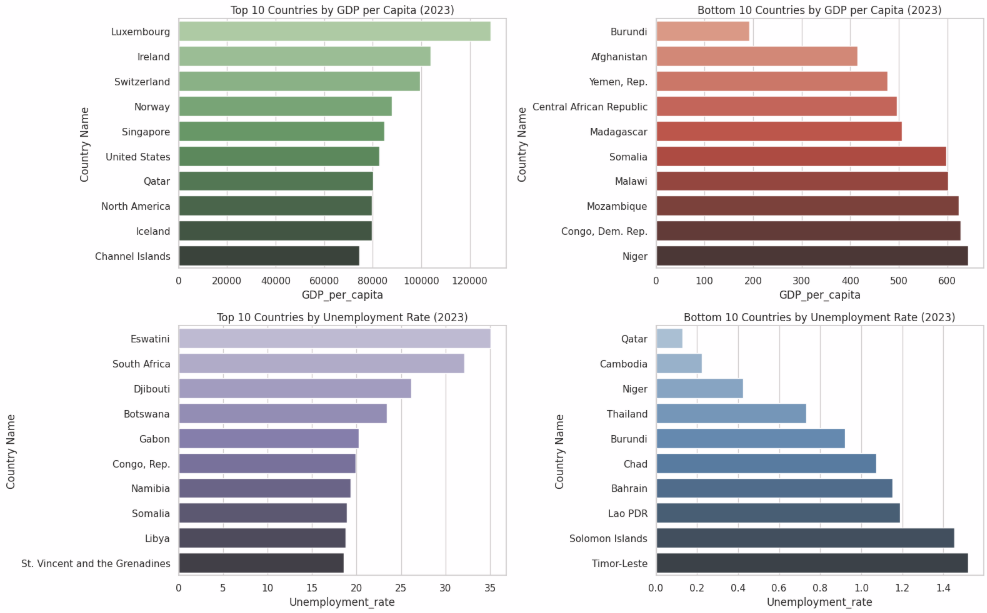 Top 10 Countries by GDP per Capita (2023)
Country Name
Luxembourg
Ireland
Switzerland
Norway
Singapore
United States
Qatar
North America
Iceland
Channel Islands
0 20000 40000 60000 80000 100000 120000
GDP_per_capita
Bottom 10 Countries by GDP per Capita (2023)
Country Name
Burundi
Afghanistan
Yemen, Rep.
Central African Republic
Madagascar
Somalia
Malawi
Mozambique
Congo, Dem. Rep.
Niger
0 100 200 300 400 500 600
GDP_per_capita
Top 10 Countries by Unemployment Rate (2023)
Country Name
Eswatini
South Africa
Djibouti
Botswana
Gabon
Congo, Rep.
Namibia
Somalia
Libya
St. Vincent and the Grenadines
0 5 10 15 20 25 30 35
Unemployment_rate
Bottom 10 Countries by Unemployment Rate (2023)
Country Name
Qatar
Cambodia
Niger
Thailand
Burundi
Chad
Bahrain
Lao PDR
Solomon Islands
Timor-Leste
0.0 0.2 0.4 0.6 0.8 1.0 1.2 1.4
Unemployment_rate